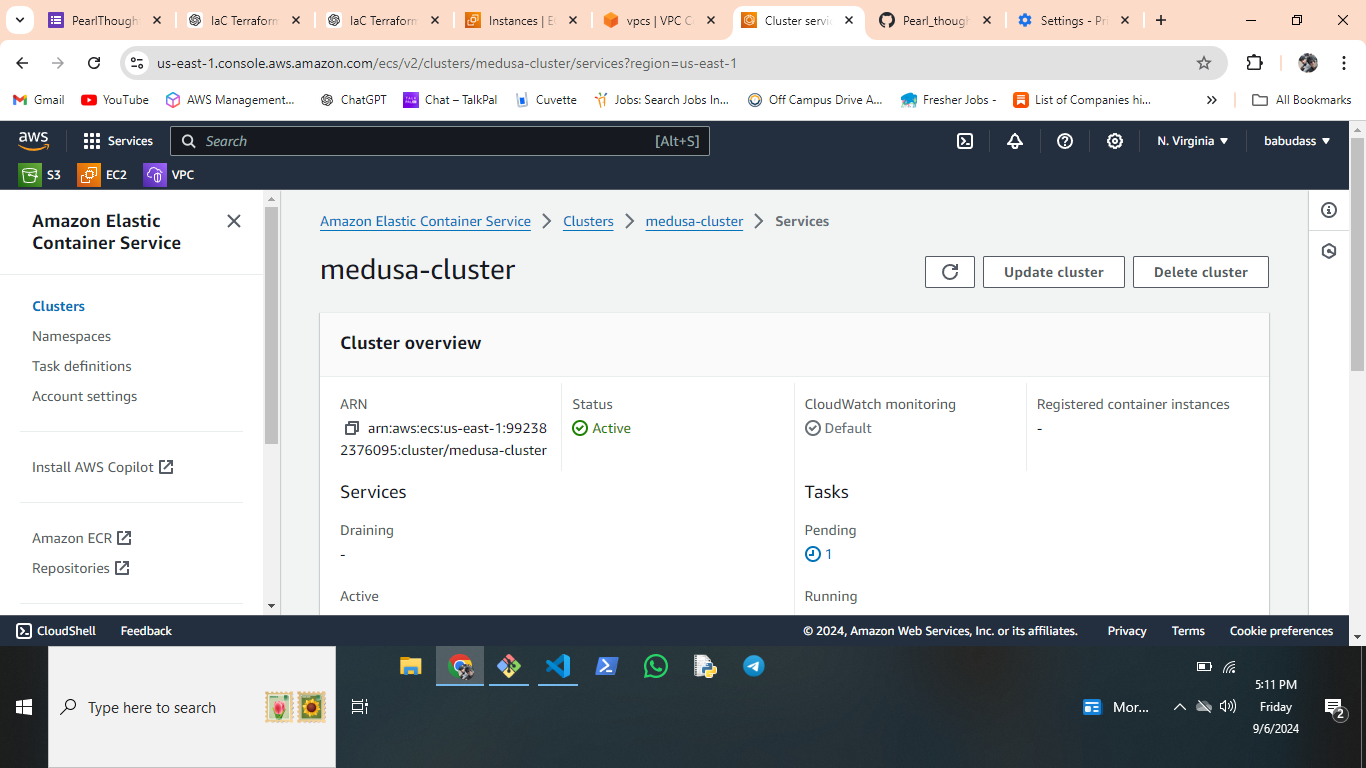 PearlThough
IaC Terraform
IaC Terraform
Instances | E
vpcs | VPC C
Cluster servic
Pearl_though
Settings - Pri
us-east-1.console.aws.amazon.com/ecs/v2/clusters/medusa-cluster/services?region=us-east-1
Gmail
YouTube
AWS Management...
ChatGPT
Chat – TalkPal
Cuvette
Jobs: Search Jobs In...
Off Campus Drive A...
Fresher Jobs -
List of Companies hi...
All Bookmarks
aws
Services
Search
[Alt+S]
N. Virginia
babudass
S3
EC2
VPC
Amazon Elastic
Container Service
Clusters
Namespaces
Task definitions
Account settings
Install AWS Copilot
Amazon ECR
Repositories
Amazon Elastic Container Service
Clusters
medusa-cluster
Services
medusa-cluster
Update cluster
Delete cluster
Cluster overview
ARN
arn:aws:ecs:us-east-1:99238
2376095:cluster/medusa-cluster
Status
Active
CloudWatch monitoring
Default
Registered container instances
-
Services
Tasks
Draining
-
Pending
1
Active
Running
CloudShell
Feedback
© 2024, Amazon Web Services, Inc. or its affiliates.
Privacy
Terms
Cookie preferences
Type here to search
Mor...
5:11 PM
Friday
9/6/2024
2